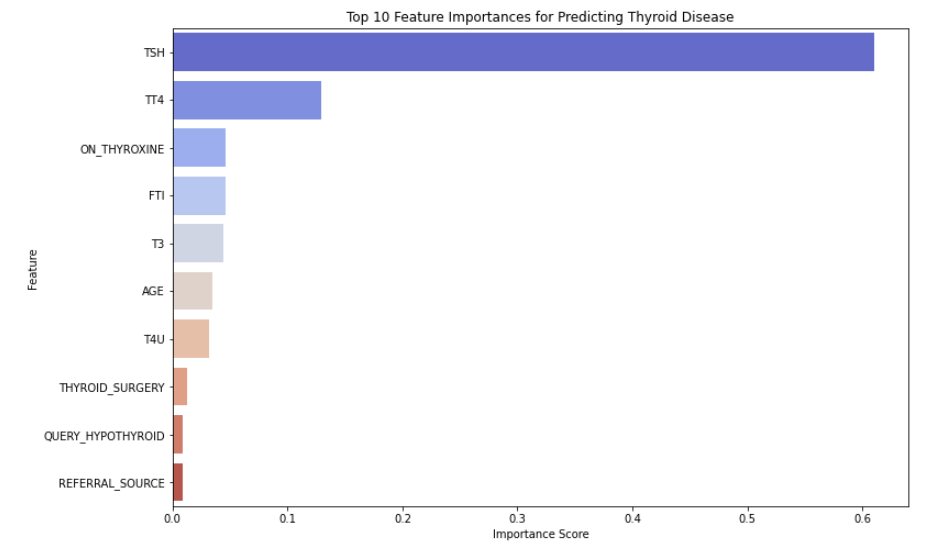 Top 10 Feature Importances for Predicting Thyroid Disease
TSH
TT4
ON_THYROXINE
FTI
T3
AGE
T4U
THYROID_SURGERY
QUERY_HYPOTHYROID
REFERRAL_SOURCE
Feature
0.0 0.1 0.2 0.3 0.4 0.5 0.6
Importance Score